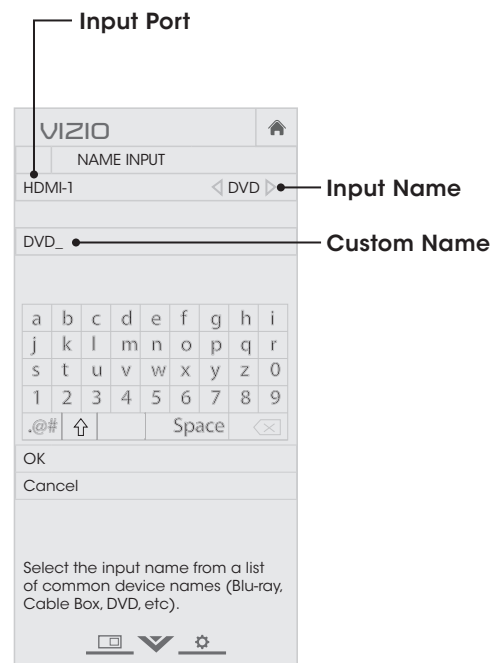 Input Port
VIZIO
NAME INPUT
HDMI-1 DVD
Input Name
DVD_
Custom Name
a b c d e f g h i
j k l m n o p q r
s t u v w x y z 0
1 2 3 4 5 6 7 8 9
.@# Space
OK
Cancel
Select the input name from a list
of common device names (Blu-ray,
Cable Box, DVD, etc).